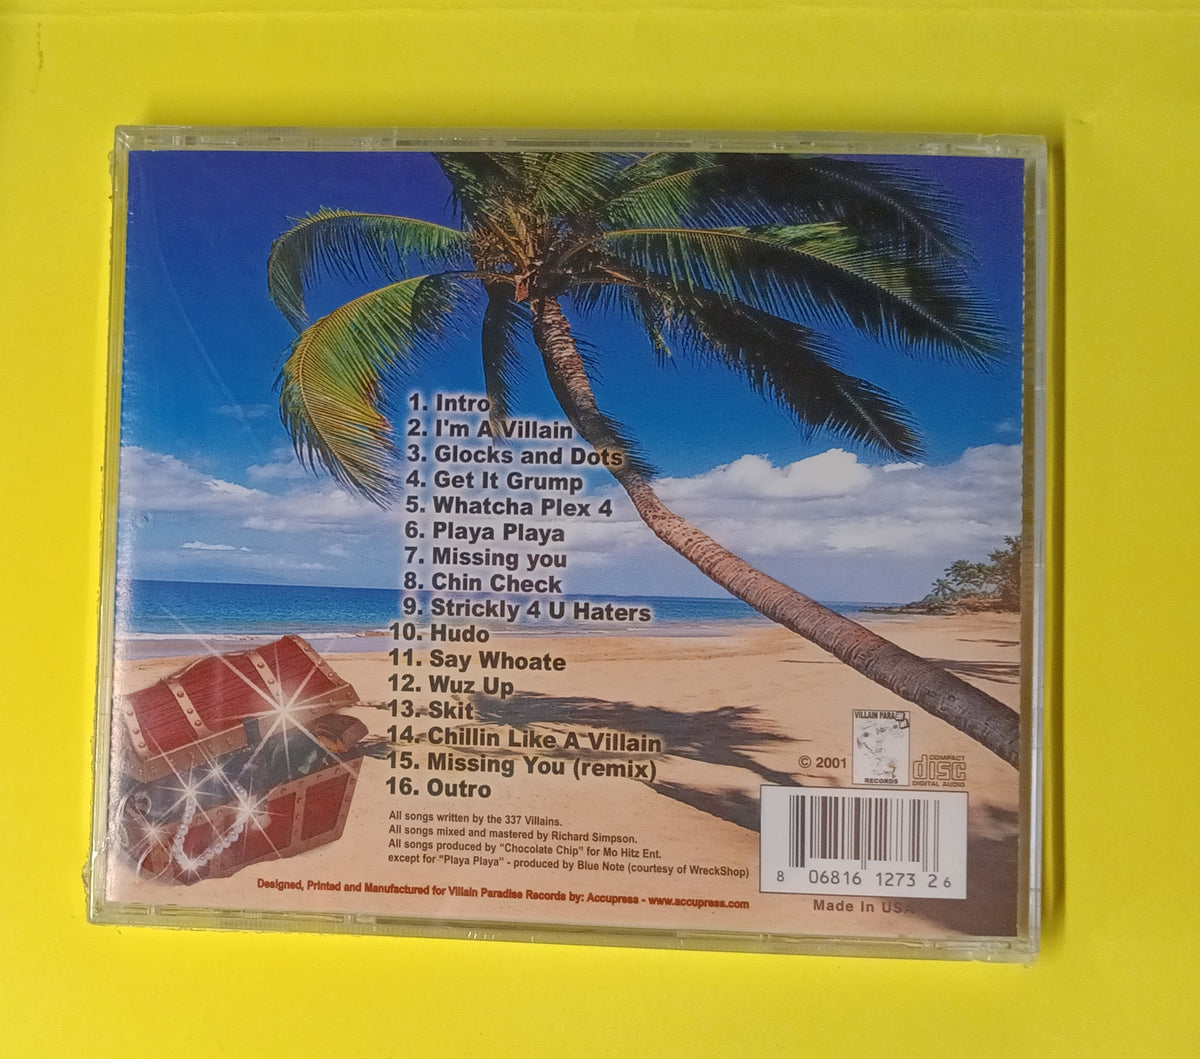 1. Intro
2. I'm A Villain
3. Glocks and Dots
4. Get It Grump
5. Whatcha Plex 4
6. Playa Playa
7. Missing you
8. Chin Check
9. Strickly 4 U Haters
10. Hudo
11. Say Whoate
12. Wuz Up
13. Skit
14. Chillin Like A Villain
15. Missing You (remix)
16. Outro
All songs written by the 337 Villains.
All songs mixed and mastered by Richard Simpson.
All songs produced by “Chocolate Chip” for Mo Hitz Ent.
except for “Playa Playa” - produced by Blue Note (courtesy of WreckShop)
Designed, Printed and Manufactured for Villain Paradise Records by: Accupress - www.accupress.com
© 2001
VILLAIN
RECORDS
COMPACT
disc
DIGITAL AUDIO
8 06816 1273 2 6
Made In USA